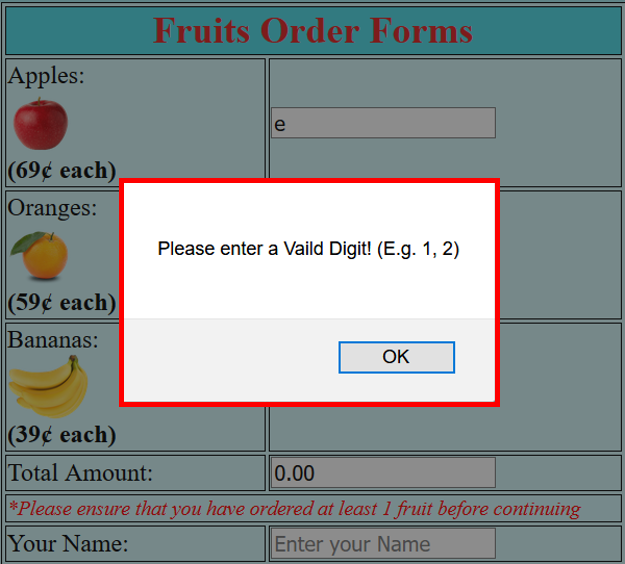 Fruits Order Forms
Apples:
e
(69¢ each)
Oranges:
(59¢ each)
Please enter a Vaild Digit! (E.g. 1, 2)
OK
Bananas:
(39¢ each)
Total Amount:
0.00
*Please ensure that you have ordered at least 1 fruit before continuing
Your Name:
Enter your Name